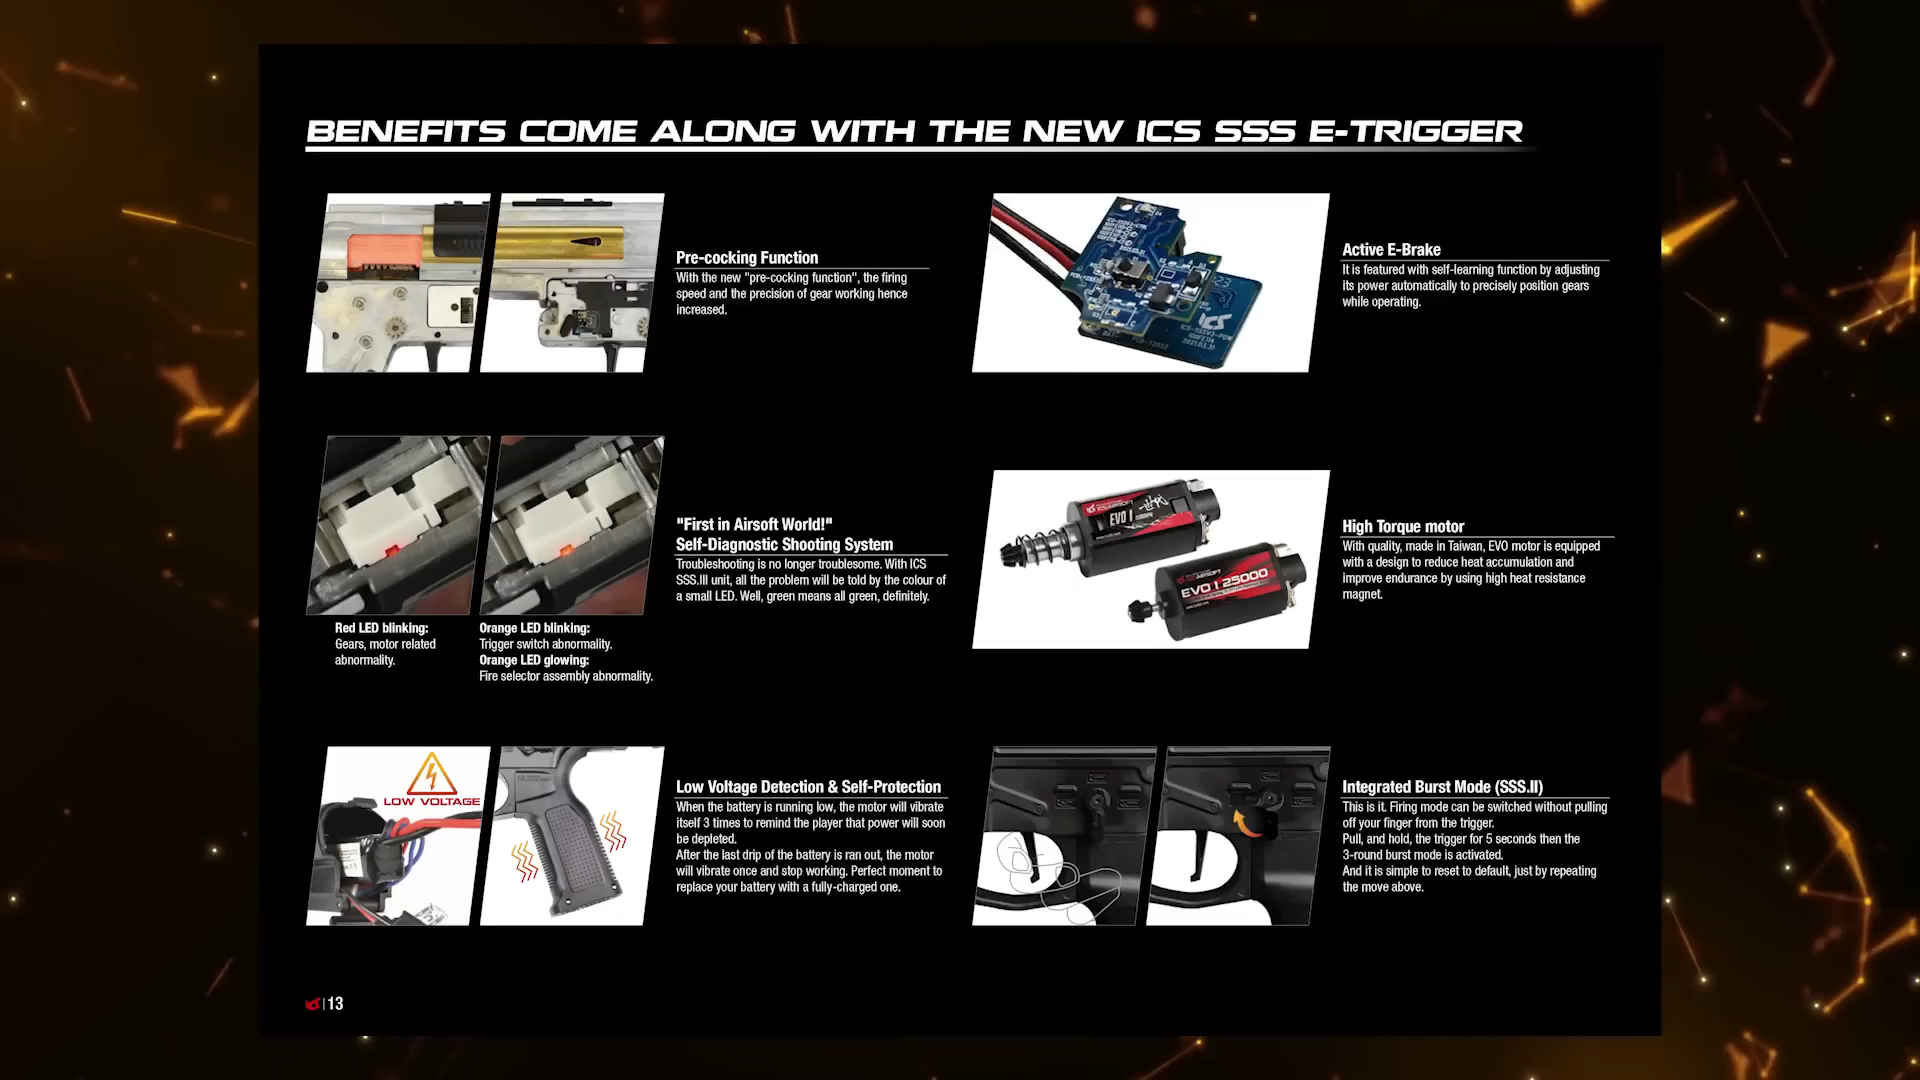 BENEFITS COME ALONG WITH THE NEW ICS SSS E-TRIGGER
Pre-cocking Function
With the new "pre-cocking function", the firing
speed and the precision of gear working hence
increased.
Active E-Brake
It is featured with self-learning function by adjusting
its power automatically to precisely position gears
while operating.
"First in Airsoft World!"
Self-Diagnostic Shooting System
Troubleshooting is no longer troublesome. With ICS
SSS.III unit, all the problem will be told by the colour of
a small LED. Well, green means all green, definitely.
Red LED blinking:
Gears, motor related
abnormality.
Orange LED blinking:
Trigger switch abnormality.
Orange LED glowing:
Fire selector assembly abnormality.
EVO I
EVO I 25000
High Torque motor
With quality, made in Taiwan, EVO motor is equipped
with a design to reduce heat accumulation and
improve endurance by using high heat resistance
magnet.
LOW VOLTAGE
Low Voltage Detection & Self-Protection
When the battery is running low, the motor will vibrate
itself 3 times to remind the player that power will soon
be depleted.
After the last drip of the battery is ran out, the motor
will vibrate once and stop working. Perfect moment to
replace your battery with a fully-charged one.
Integrated Burst Mode (SSS.II)
This is it. Firing mode can be switched without pulling
off your finger from the trigger.
Pull, and hold, the trigger for 5 seconds then the
3-round burst mode is activated.
And it is simple to reset to default, just by repeating
the move above.
13